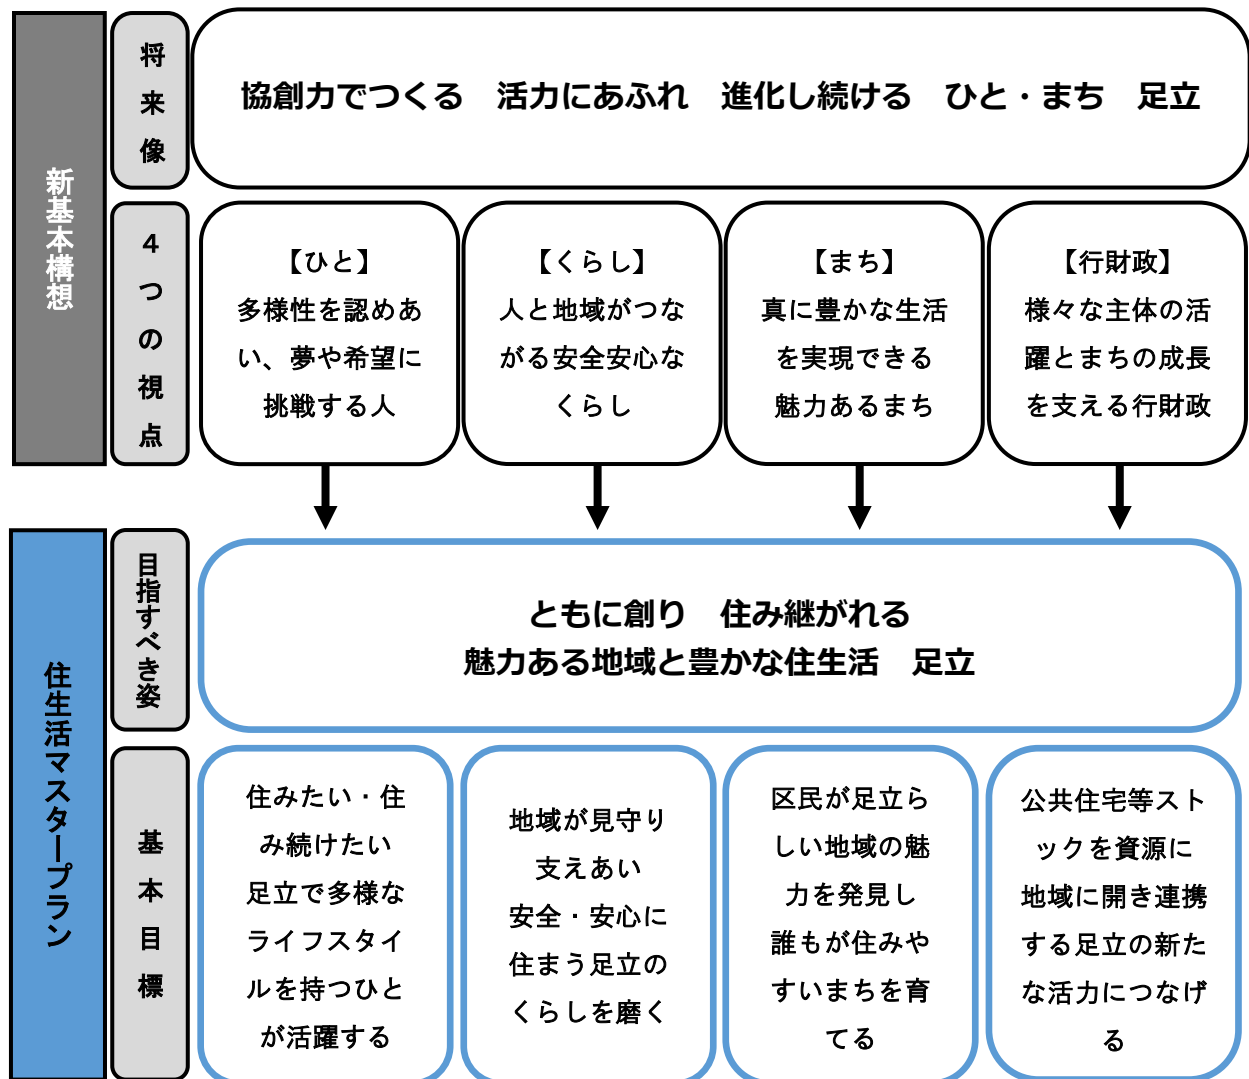 新基本構想
将来像
協創力でつくる　活力にあふれ　進化し続ける　ひと・まち　足立
４つの視点
【ひと】
多様性を認めあ
い、夢や希望に
挑戦する人
【くらし】
人と地域がつな
がる安全安心な
くらし
【まち】
真に豊かな生活
を実現できる
魅力あるまち
【行財政】
様々な主体の活
躍とまちの成長
を支える行財政
住生活マスタープラン
目指すべき姿
ともに創り　住み継がれる
魅力ある地域と豊かな住生活　足立
基本目標
住みたい・住
み続けたい
足立で多様な
ライフスタイ
ルを持つひと
が活躍する
地域が見守り
支えあい
安全・安心に
住まう足立の
くらしを磨く
区民が足立ら
しい地域の魅
力を発見し
誰もが住みや
すいまちを育
てる
公共住宅等スト
ックを資源に
地域に開き連携
する足立の新た
な活力につなげ
る